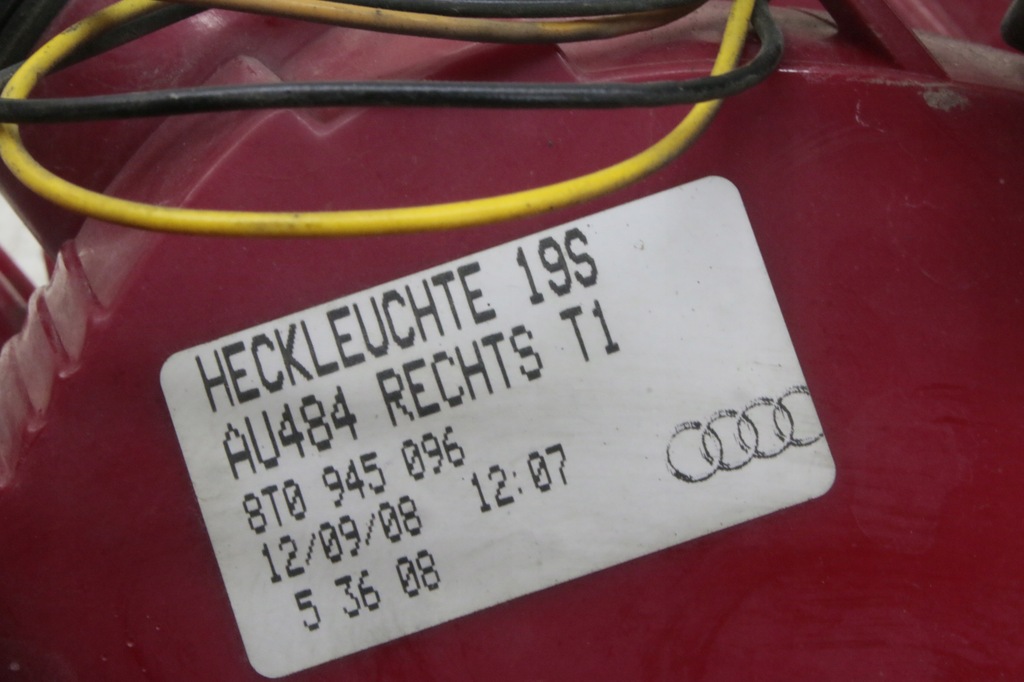 HECKLEUCHTE 19S
AU484 RECHTS T1
8T0 945 096
12/09/08 12:07
5 36 08